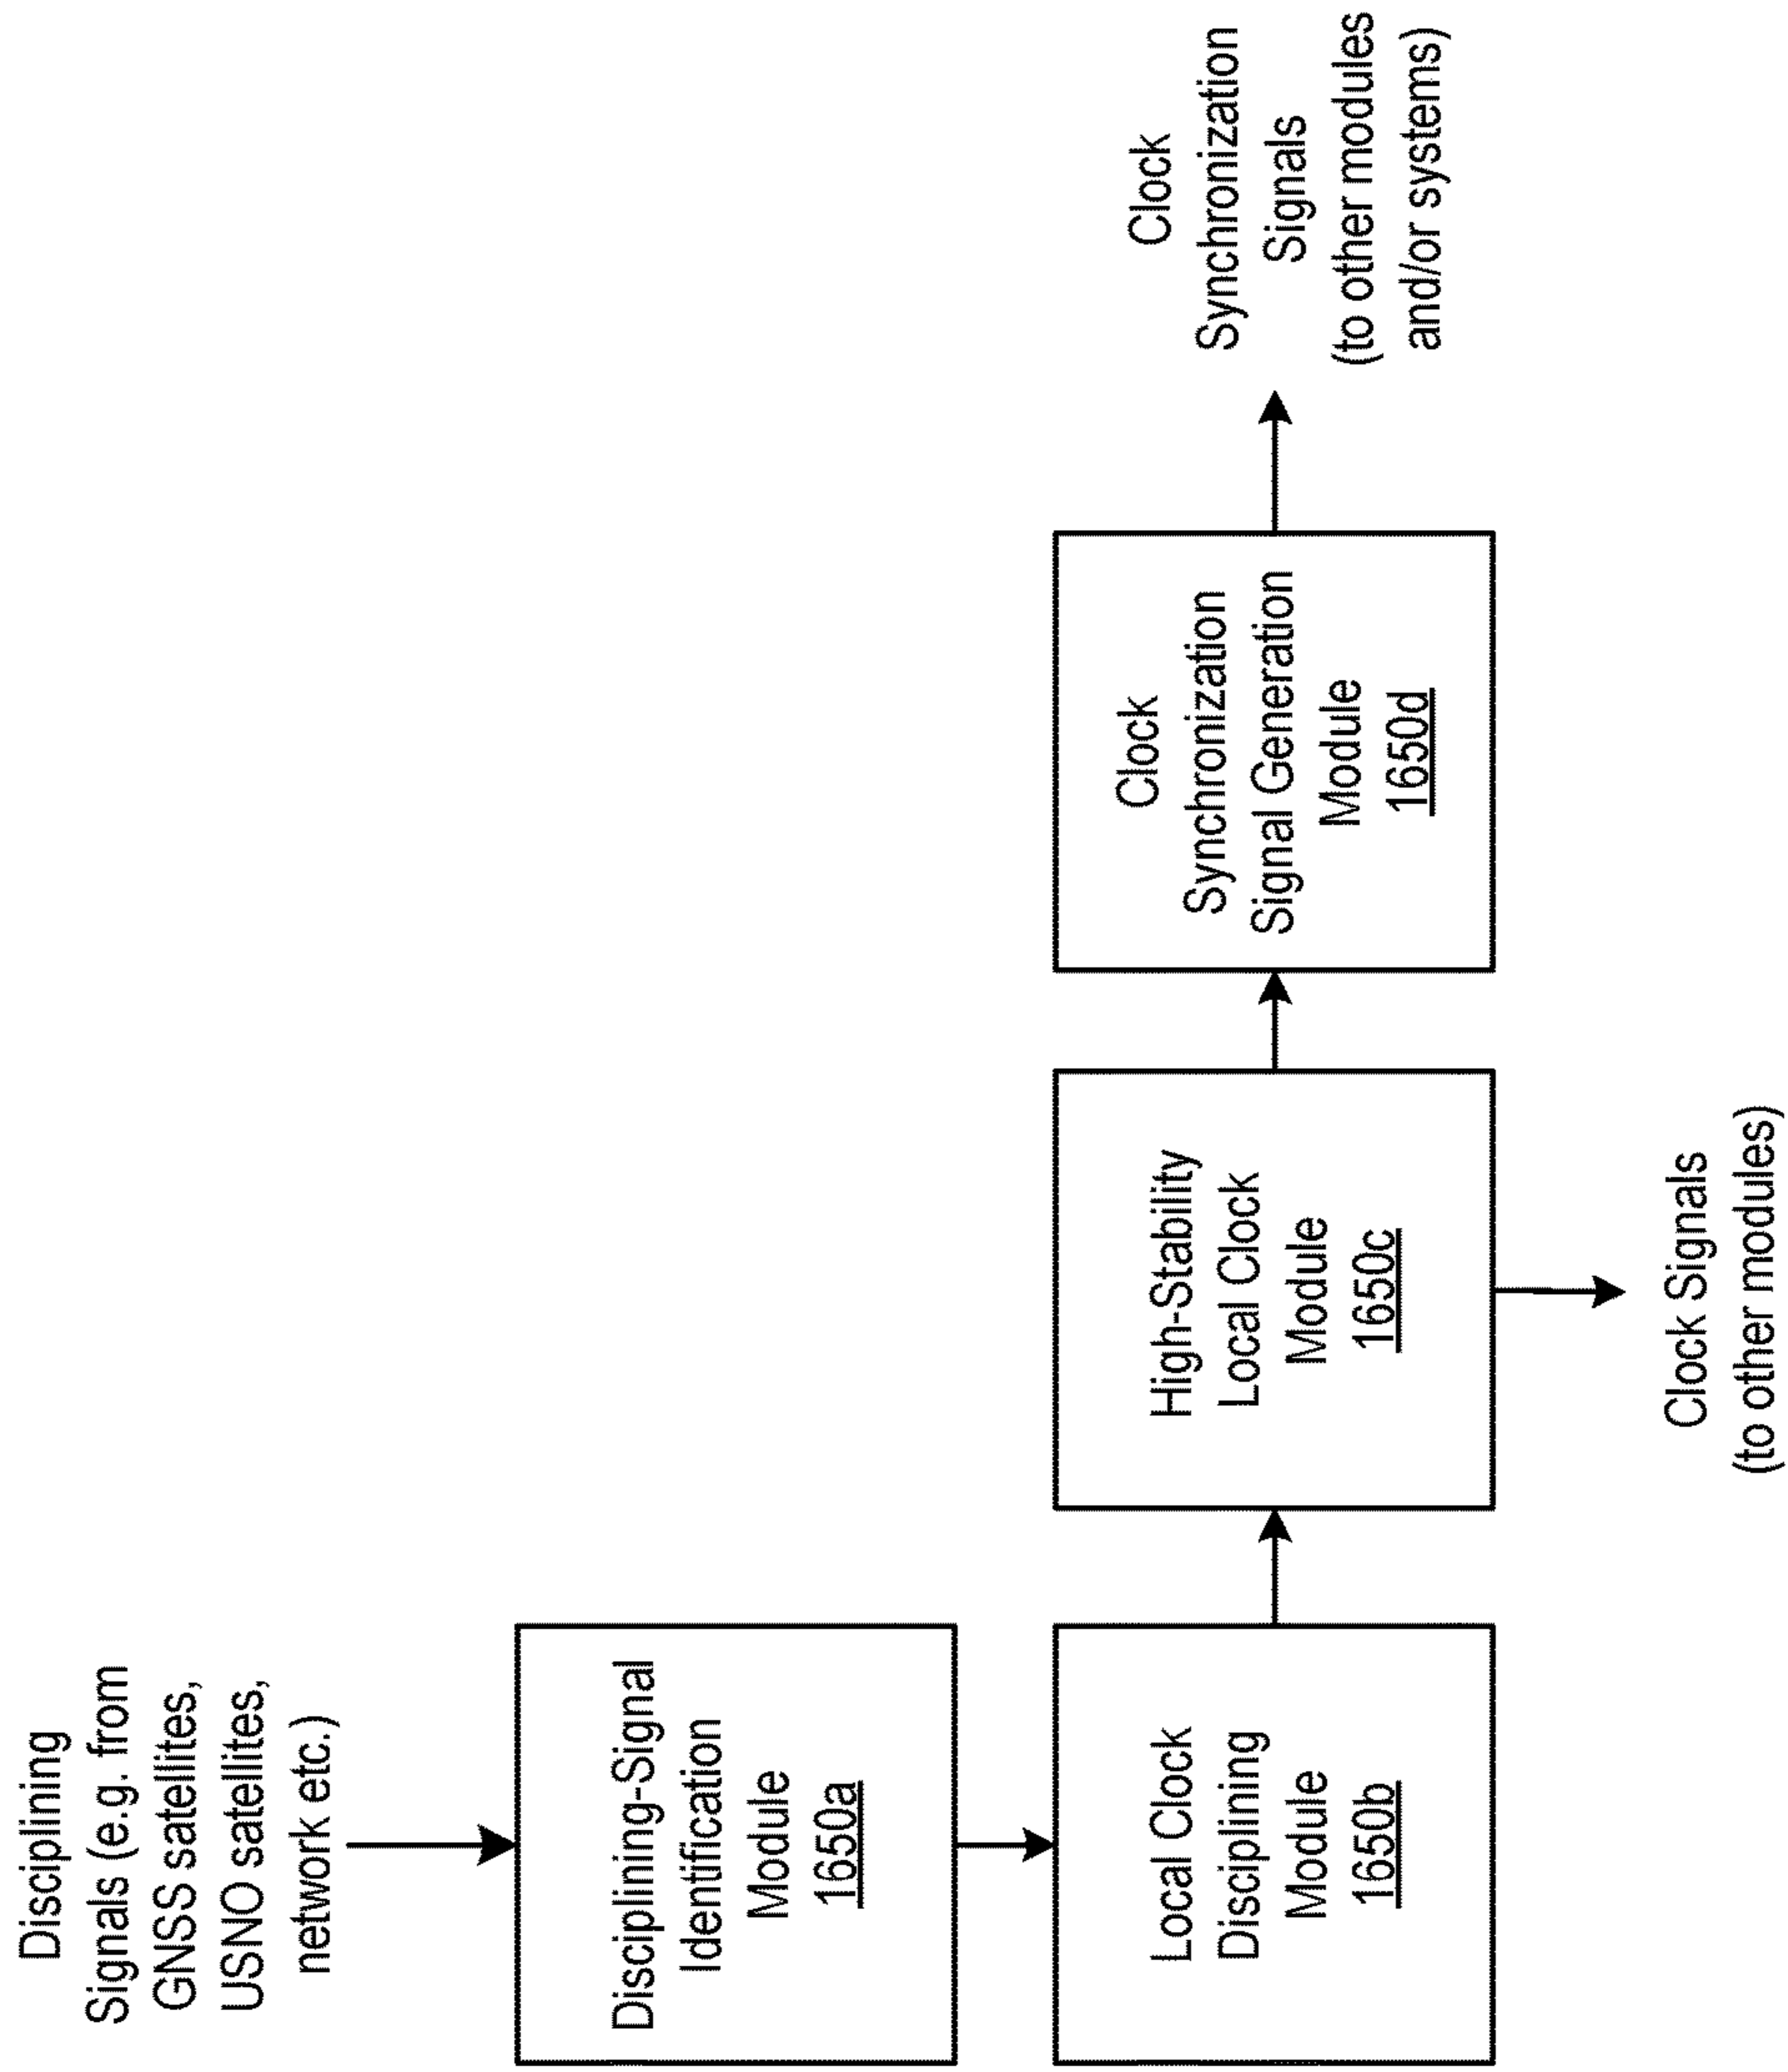 Disciplining
Signals (e.g. from
GNSS satellites,
USNO satellites,
network etc.)
Disciplining-Signal
Identification
Module
1650a
Local Clock
Disciplining
Module
1650b
High-Stability
Local Clock
Module
1650c
Clock Signals
(to other modules)
Clock
Synchronization
Signal Generation
Module
1650d
Clock
Synchronization
Signals
(to other modules
and/or systems)